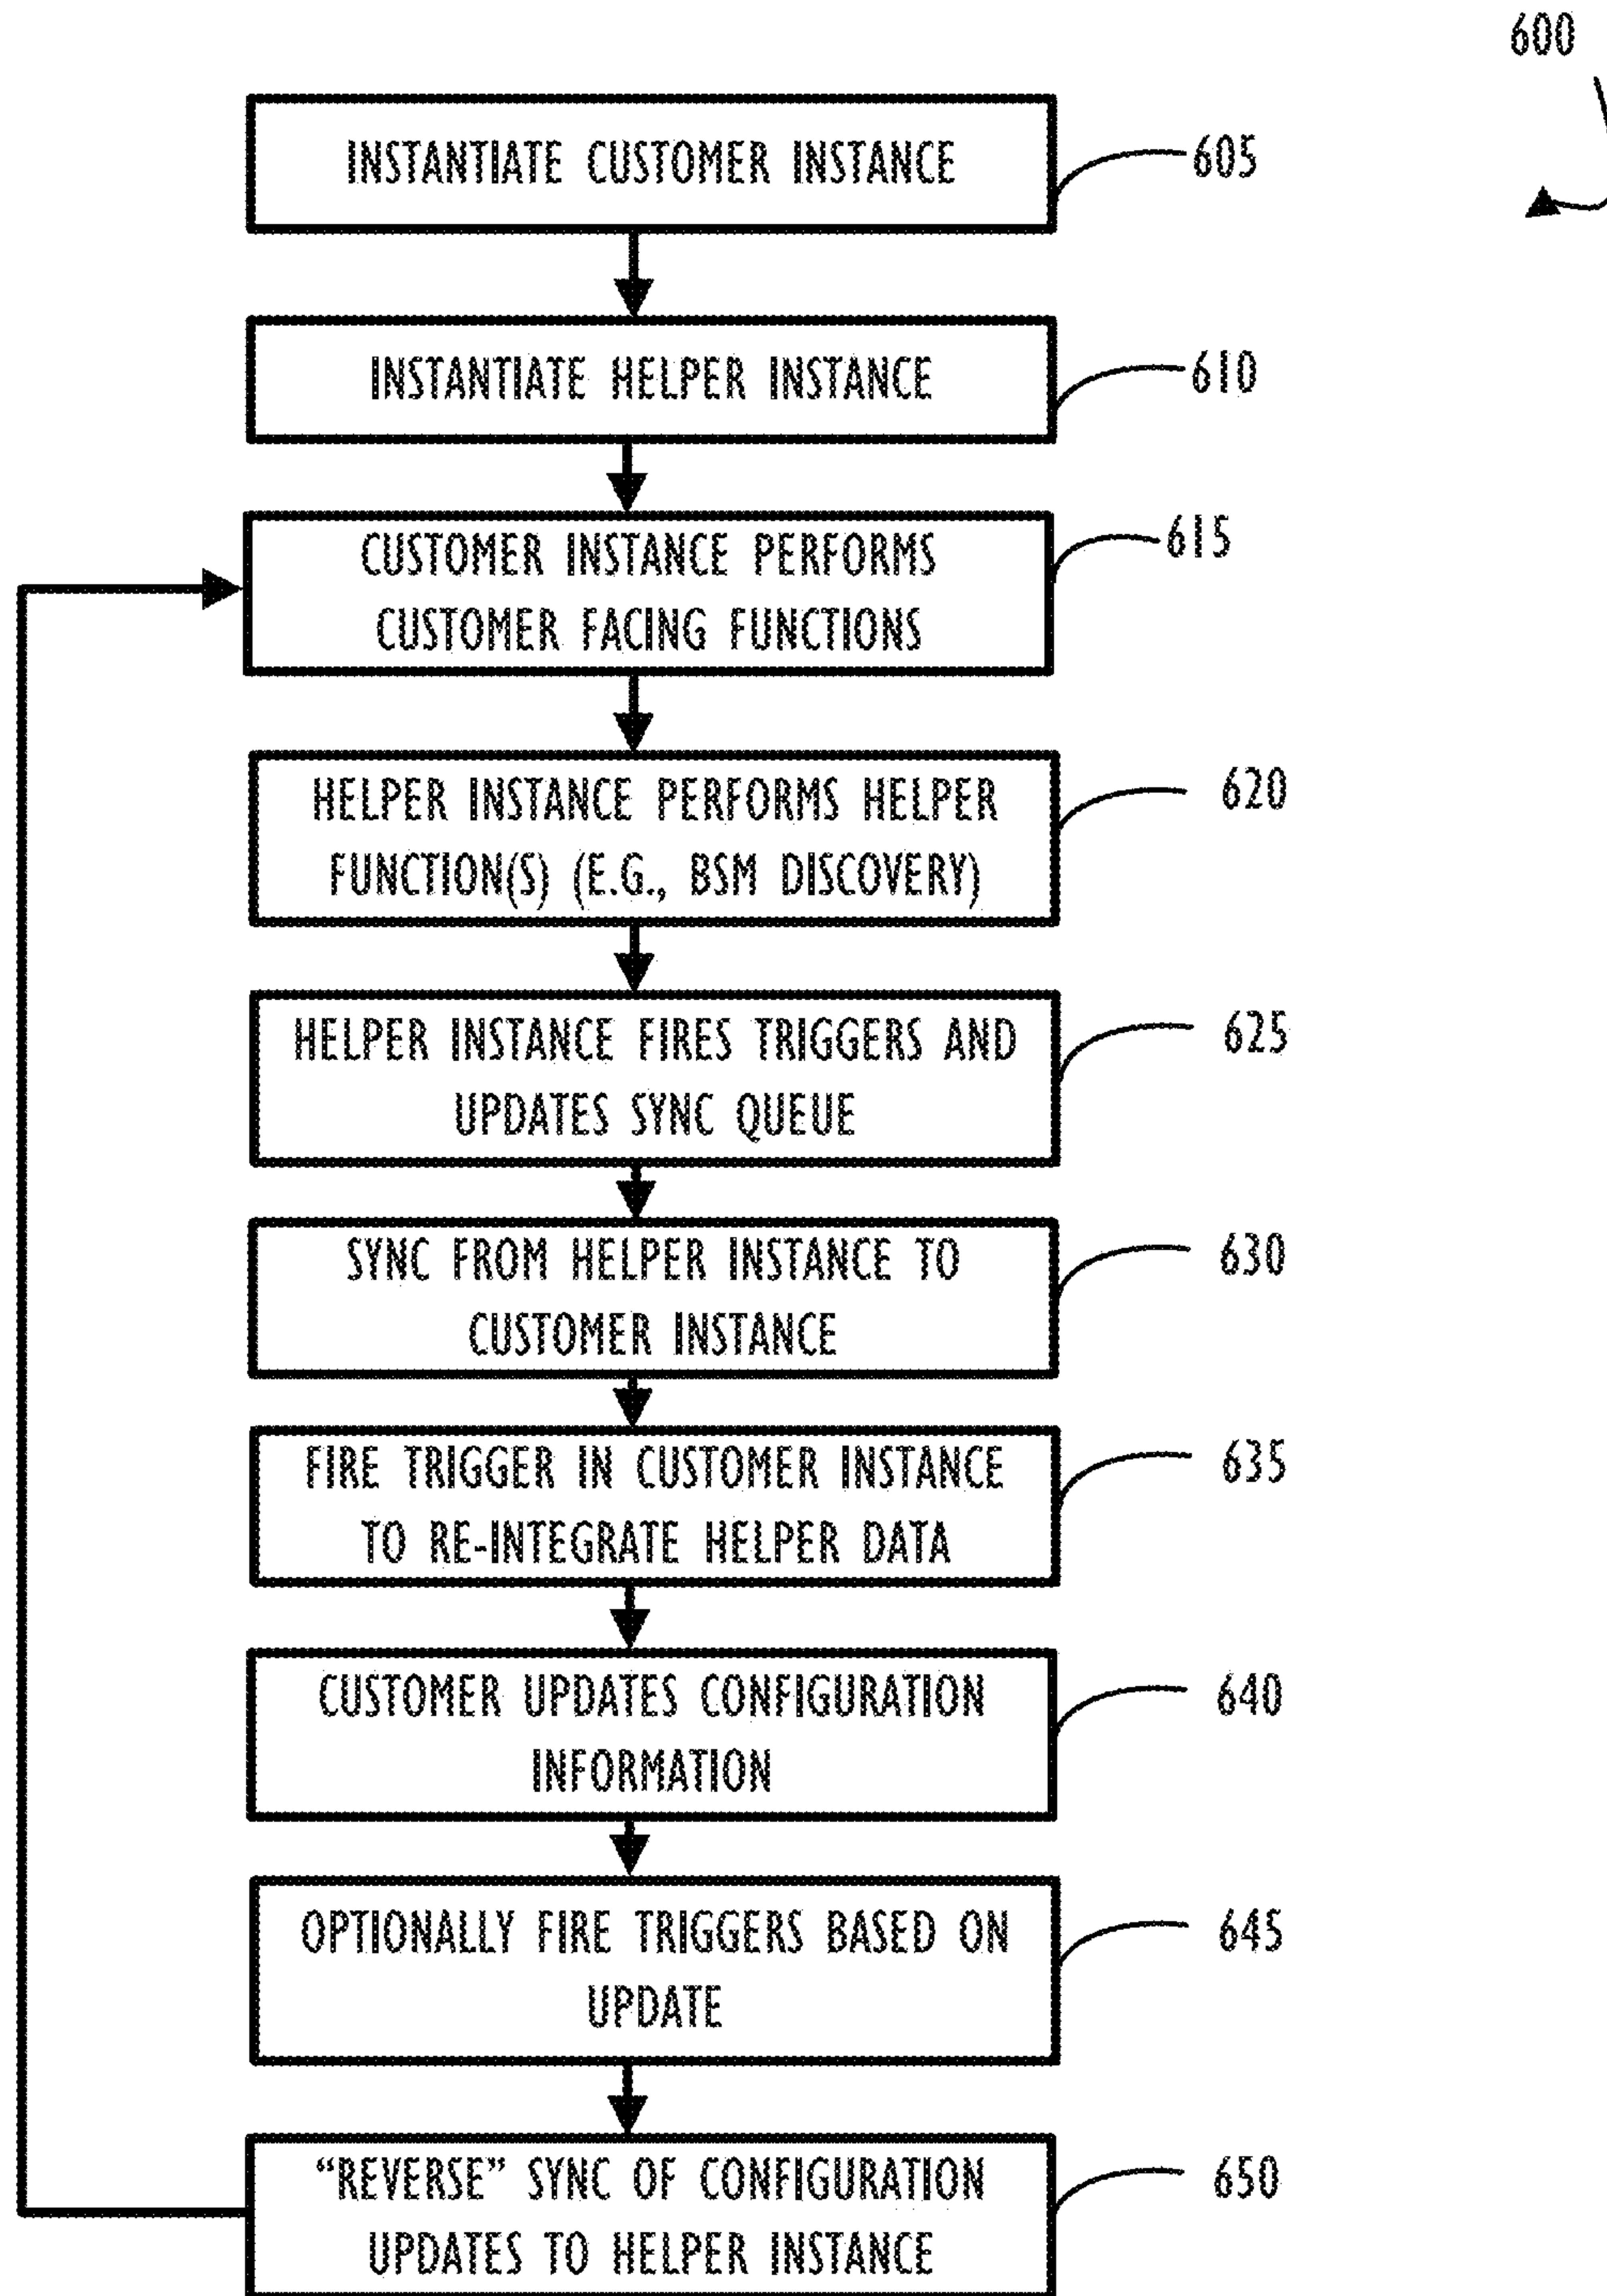 600
INSTANTIATE CUSTOMER INSTANCE
605
INSTANTIATE HELPER INSTANCE
610
CUSTOMER INSTANCE PERFORMS
CUSTOMER FACING FUNCTIONS
615
HELPER INSTANCE PERFORMS HELPER
FUNCTION(S) (E.G., BSM DISCOVERY)
620
HELPER INSTANCE FIRES TRIGGERS AND
UPDATES SYNC QUEUE
625
SYNC FROM HELPER INSTANCE TO
CUSTOMER INSTANCE
630
FIRE TRIGGER IN CUSTOMER INSTANCE
TO RE-INTEGRATE HELPER DATA
635
CUSTOMER UPDATES CONFIGURATION
INFORMATION
640
OPTIONALLY FIRE TRIGGERS BASED ON
UPDATE
645
“REVERSE” SYNC OF CONFIGURATION
UPDATES TO HELPER INSTANCE
650